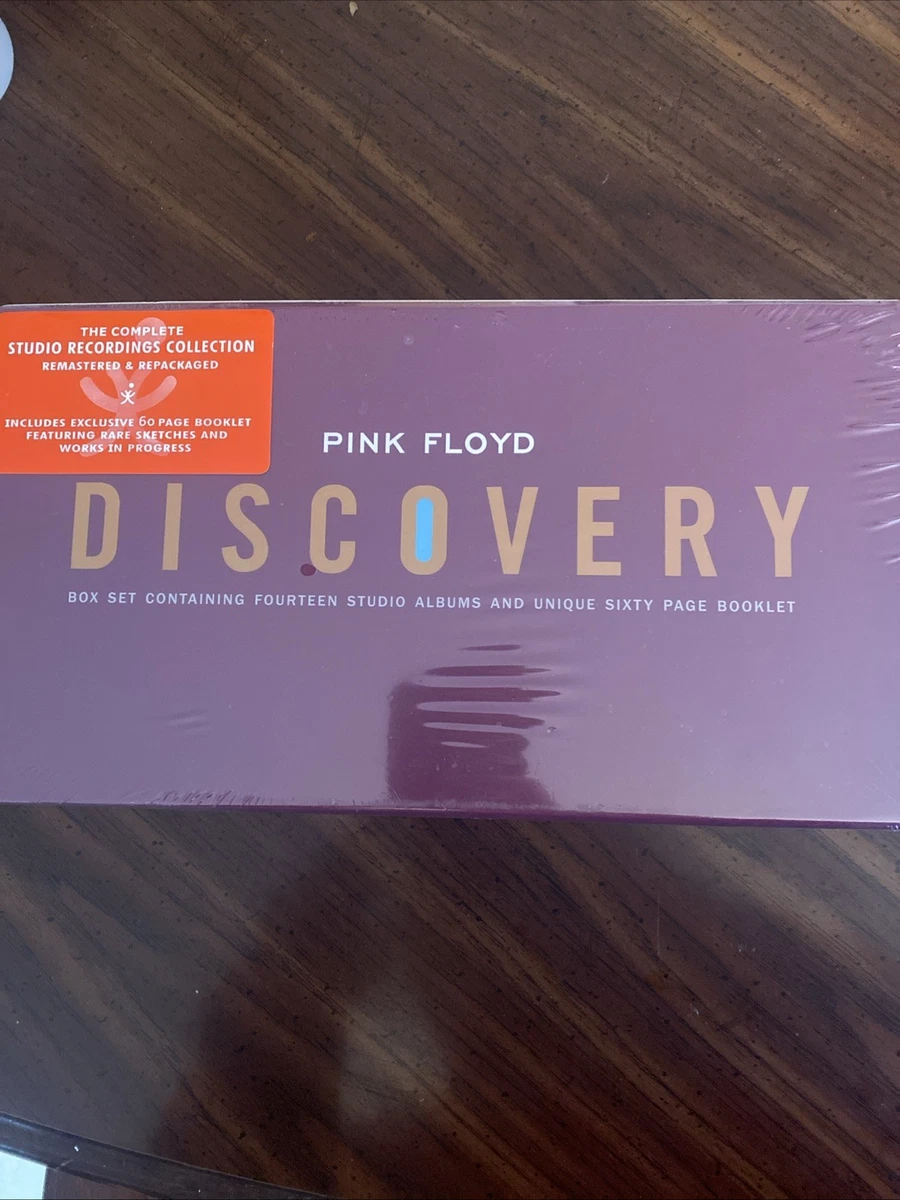 THE COMPLETE
STUDIO RECORDINGS COLLECTION
REMASTERED & REPACKAGED
INCLUDES EXCLUSIVE 60 PAGE BOOKLET
FEATURING RARE SKETCHES AND
WORKS IN PROGRESS
PINK FLOYD
DISCOVERY
BOX SET CONTAINING FOURTEEN STUDIO ALBUMS AND UNIQUE SIXTY PAGE BOOKLET